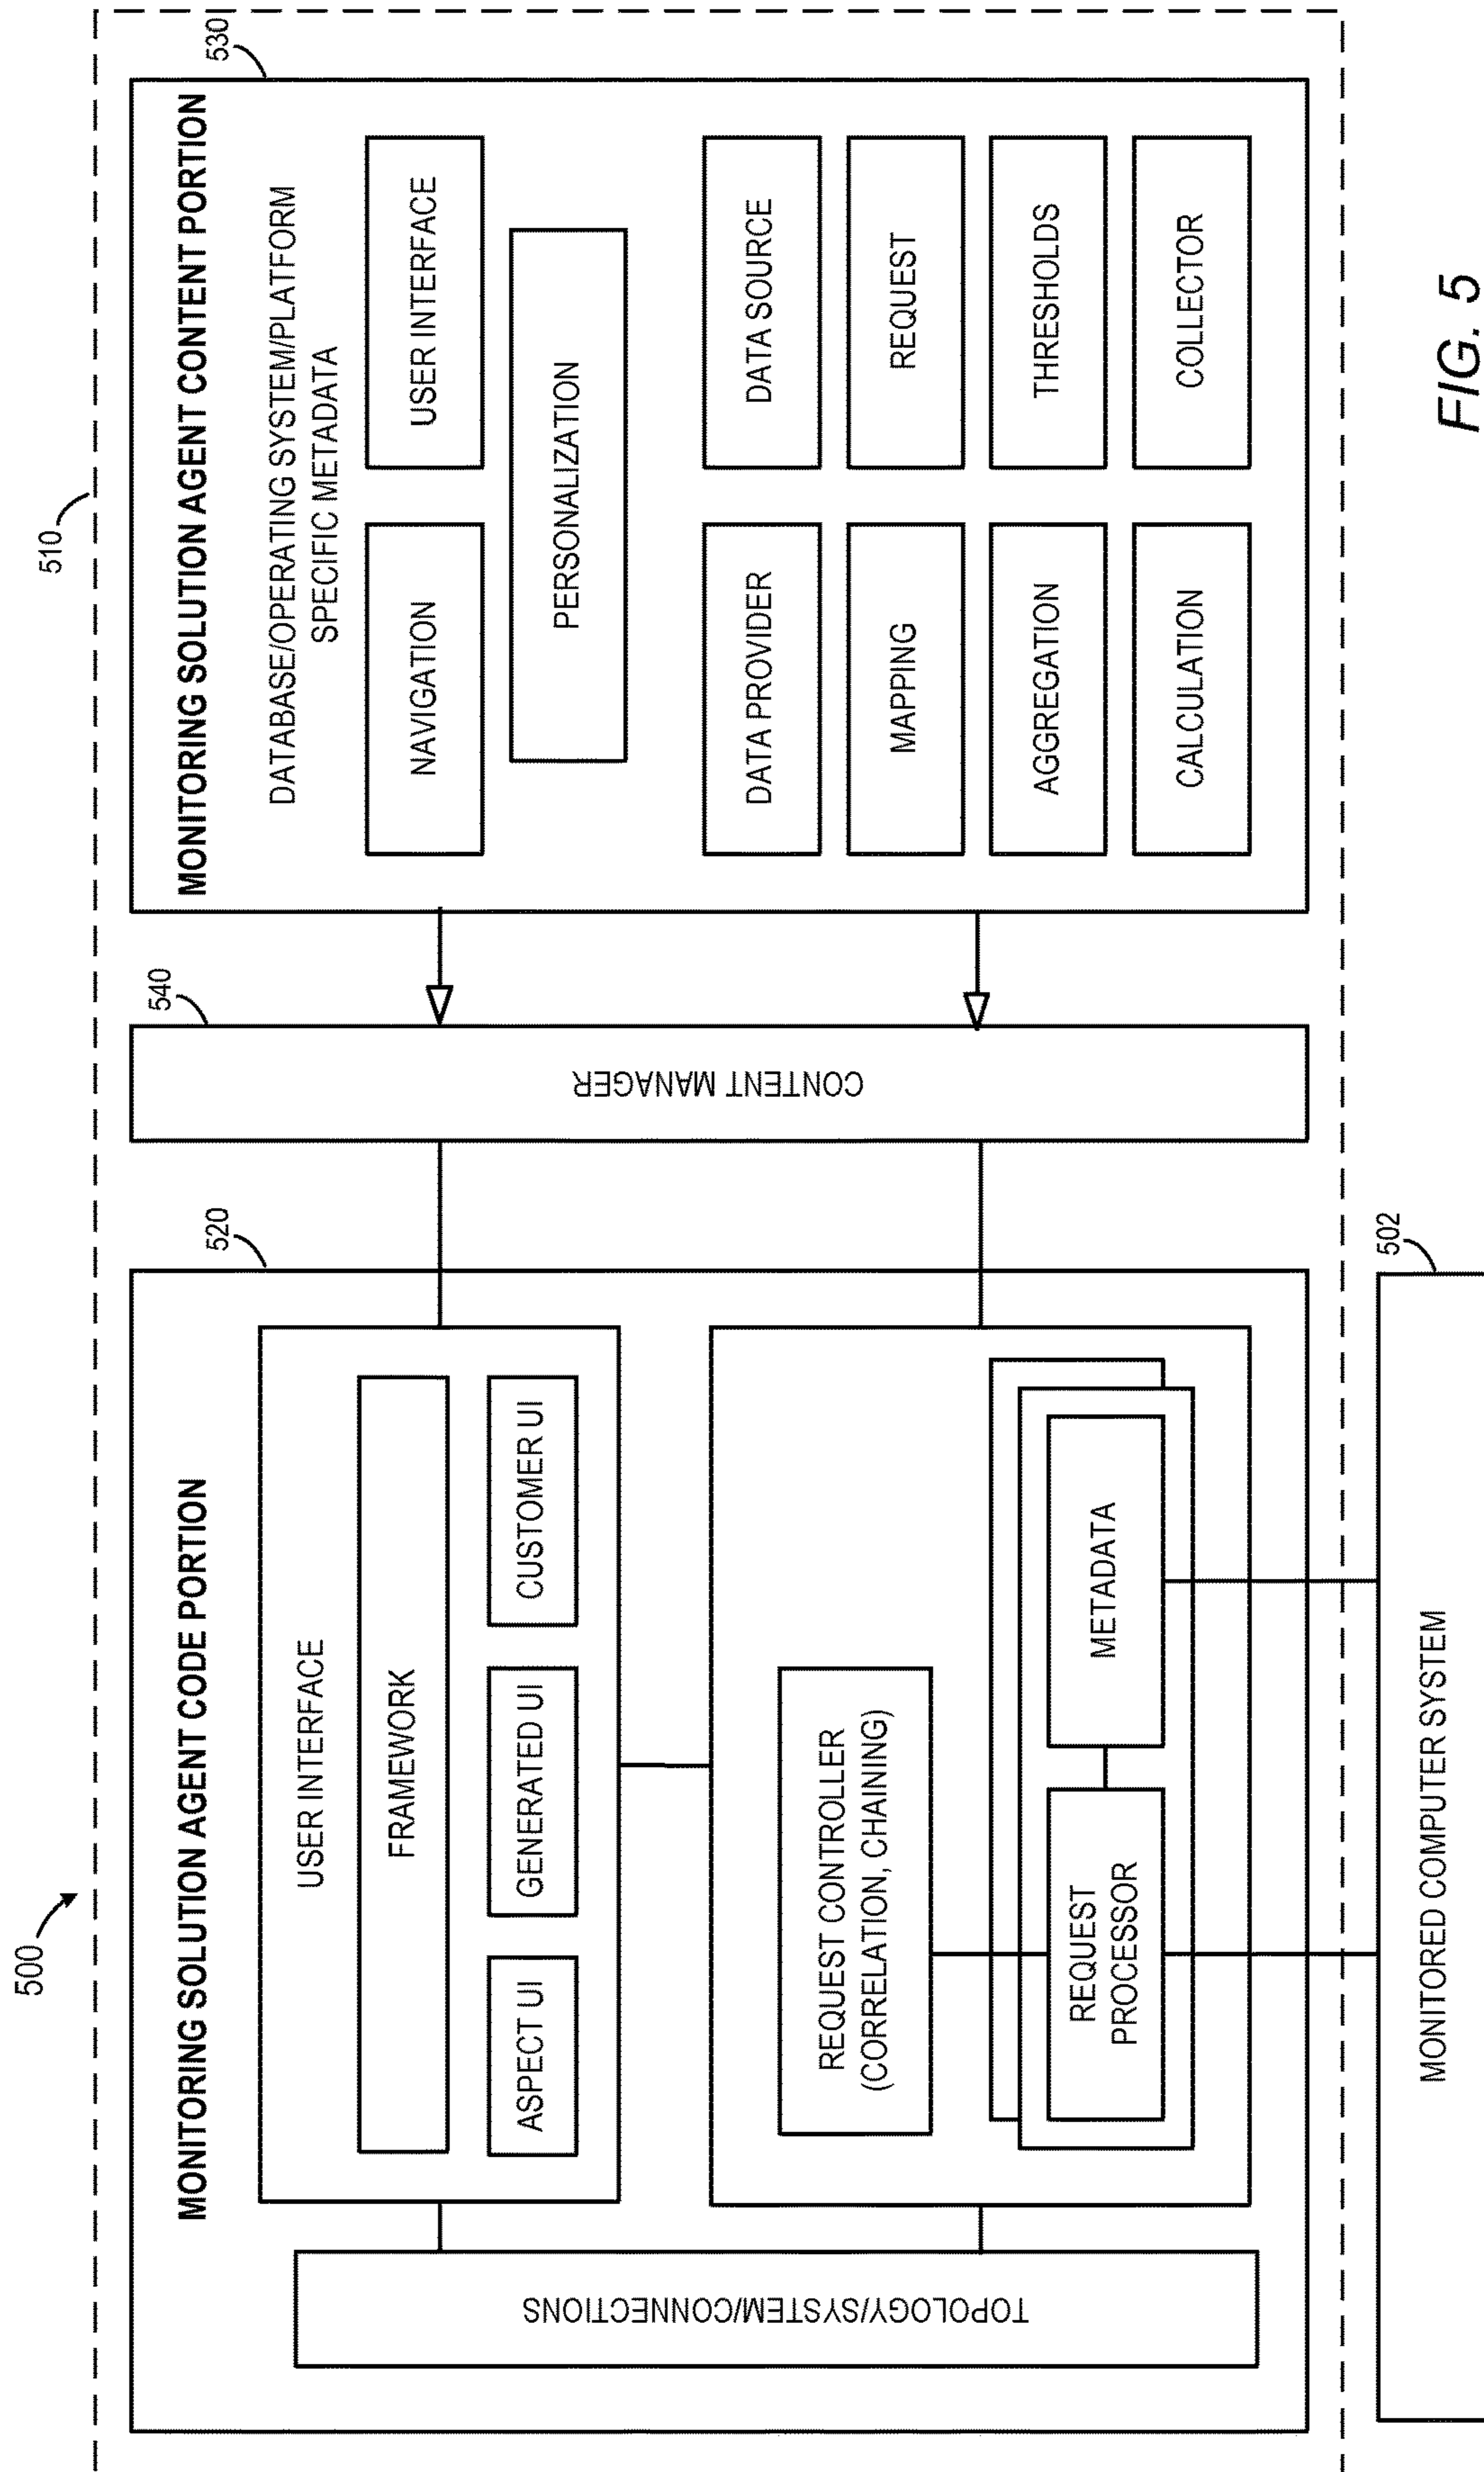 500
510
MONITORING SOLUTION AGENT CODE PORTION
520
USER INTERFACE
FRAMEWORK
ASPECT UI
GENERATED UI
CUSTOMER UI
TOPOLOGY/SYSTEM/CONNECTIONS
REQUEST CONTROLLER
(CORRELATION, CHAINING)
REQUEST
PROCESSOR
METADATA
540
CONTENT MANAGER
530
MONITORING SOLUTION AGENT CONTENT PORTION
DATABASE/OPERATING SYSTEM/PLATFORM
SPECIFIC METADATA
NAVIGATION
USER INTERFACE
PERSONALIZATION
DATA PROVIDER
DATA SOURCE
MAPPING
REQUEST
AGGREGATION
THRESHOLDS
CALCULATION
COLLECTOR
502
MONITORED COMPUTER SYSTEM
FIG. 5